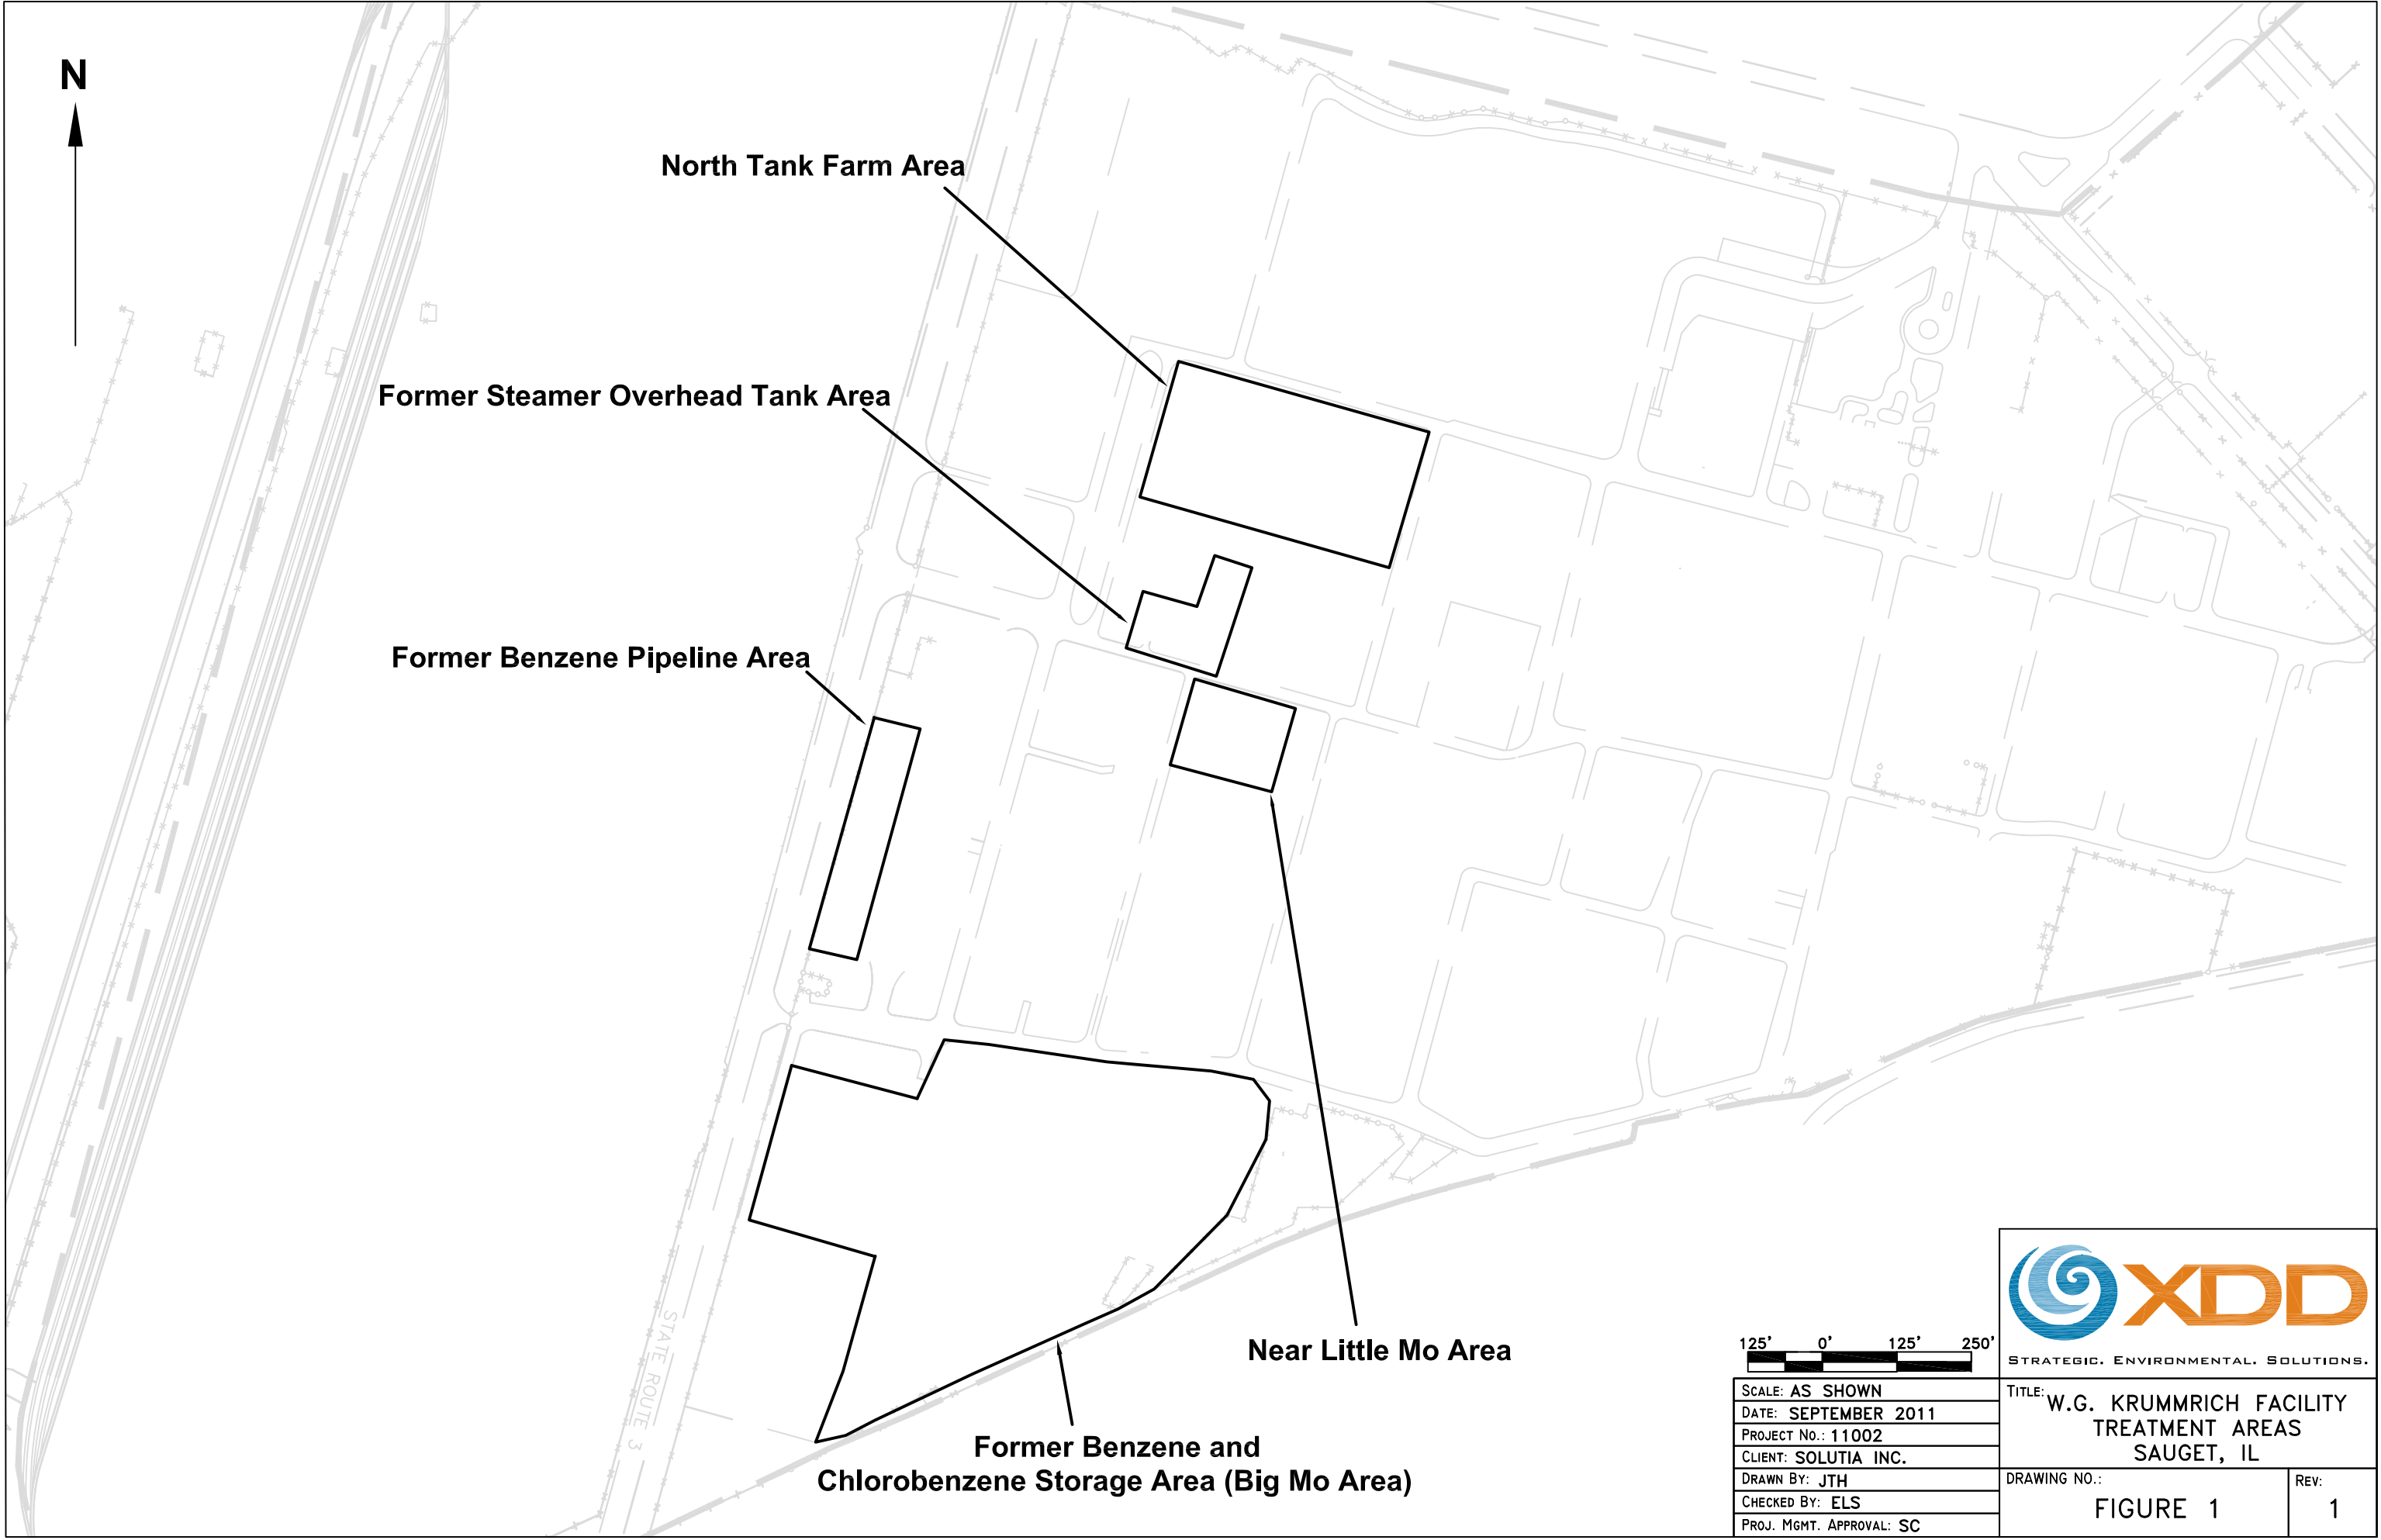 N
North Tank Farm Area
Former Steamer Overhead Tank Area
Former Benzene Pipeline Area
Near Little Mo Area
Former Benzene and
Chlorobenzene Storage Area (Big Mo Area)
STATE ROUTE 3
125' 0' 125' 250'
XDD
STRATEGIC. ENVIRONMENTAL. SOLUTIONS.
SCALE: AS SHOWN
DATE: SEPTEMBER 2011
PROJECT NO.: 11002
CLIENT: SOLUTIA INC.
DRAWN BY: JTH
CHECKED BY: ELS
PROJ. MGMT. APPROVAL: SC
TITLE: W.G. KRUMMRICH FACILITY
TREATMENT AREAS
SAUGET, IL
DRAWING NO.:
FIGURE 1
REV:
1